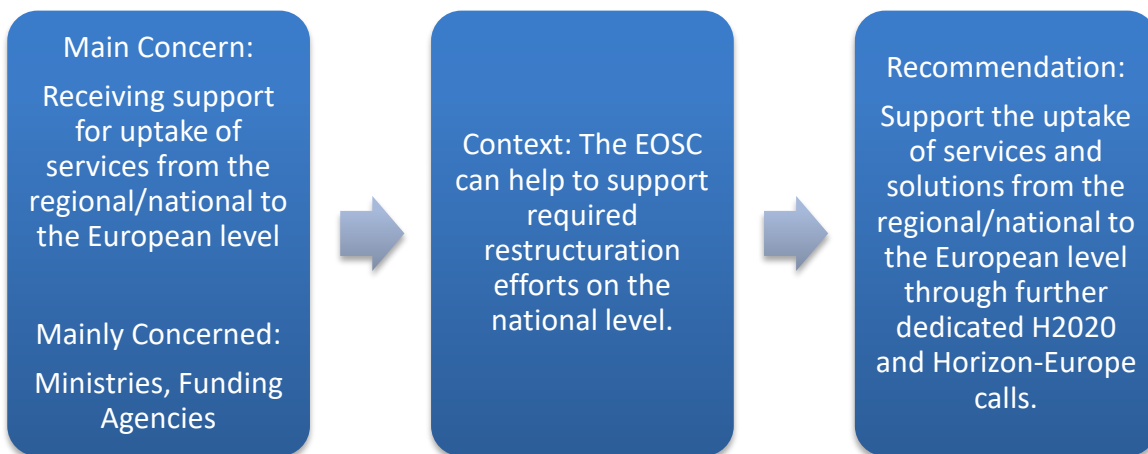 Main Concern:
Receiving support
for uptake of
services from the
regional/national to
the European level
Mainly Concerned:
Ministries, Funding
Agencies
Context: The EOSC
can help to support
required
restructuration
efforts on the
national level.
Recommendation:
Support the uptake
of services and
solutions from the
regional/national to
the European level
through further
dedicated H2020
and Horizon-Europe
calls.